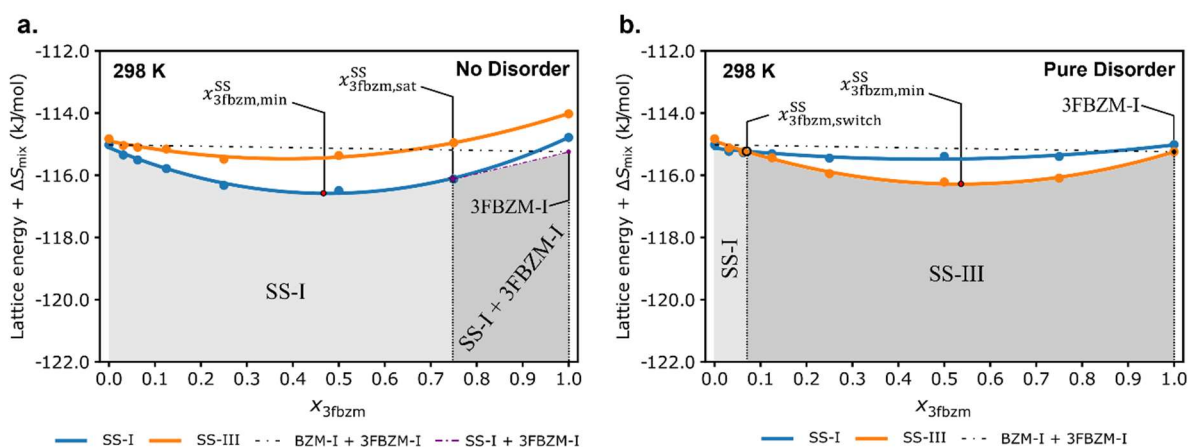 a.
298 K
No Disorder
x^SS_3fbzm,min
x^SS_3fbzm,sat
3FBZM-I
SS-I
SS-I + 3FBZM-I
Lattice energy + ΔS_mix (kJ/mol)
-112.0
-114.0
-116.0
-118.0
-120.0
-122.0
0.0 0.1 0.2 0.3 0.4 0.5 0.6 0.7 0.8 0.9 1.0
x_3fbzm
SS-I SS-III BZM-I + 3FBZM-I SS-I + 3FBZM-I
b.
298 K
Pure Disorder
x^SS_3fbzm,min
3FBZM-I
x^SS_3fbzm,switch
SS-I
SS-III
Lattice energy + ΔS_mix (kJ/mol)
-112.0
-114.0
-116.0
-118.0
-120.0
-122.0
0.0 0.1 0.2 0.3 0.4 0.5 0.6 0.7 0.8 0.9 1.0
x_3fbzm
SS-I SS-III BZM-I + 3FBZM-I